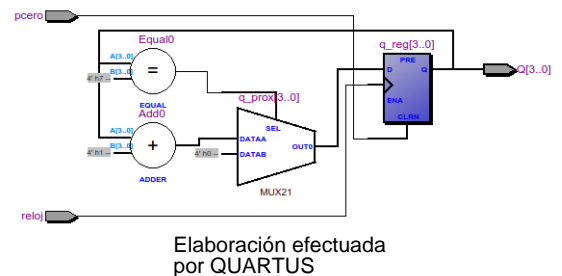 pcero
Equal0
A[3..0]
B[3..0]
4' h7 --
=
EQUAL
Add0
A[3..0]
B[3..0]
4' h1 --
+
ADDER
q_prox[3..0]
SEL
DATAA
4' h0 --
DATAB
OUT0
MUX21
q_reg[3..0]
PRE
D
Q
ENA
CLRN
Q[3..0]
reloj
Elaboración efectuada
por QUARTUS